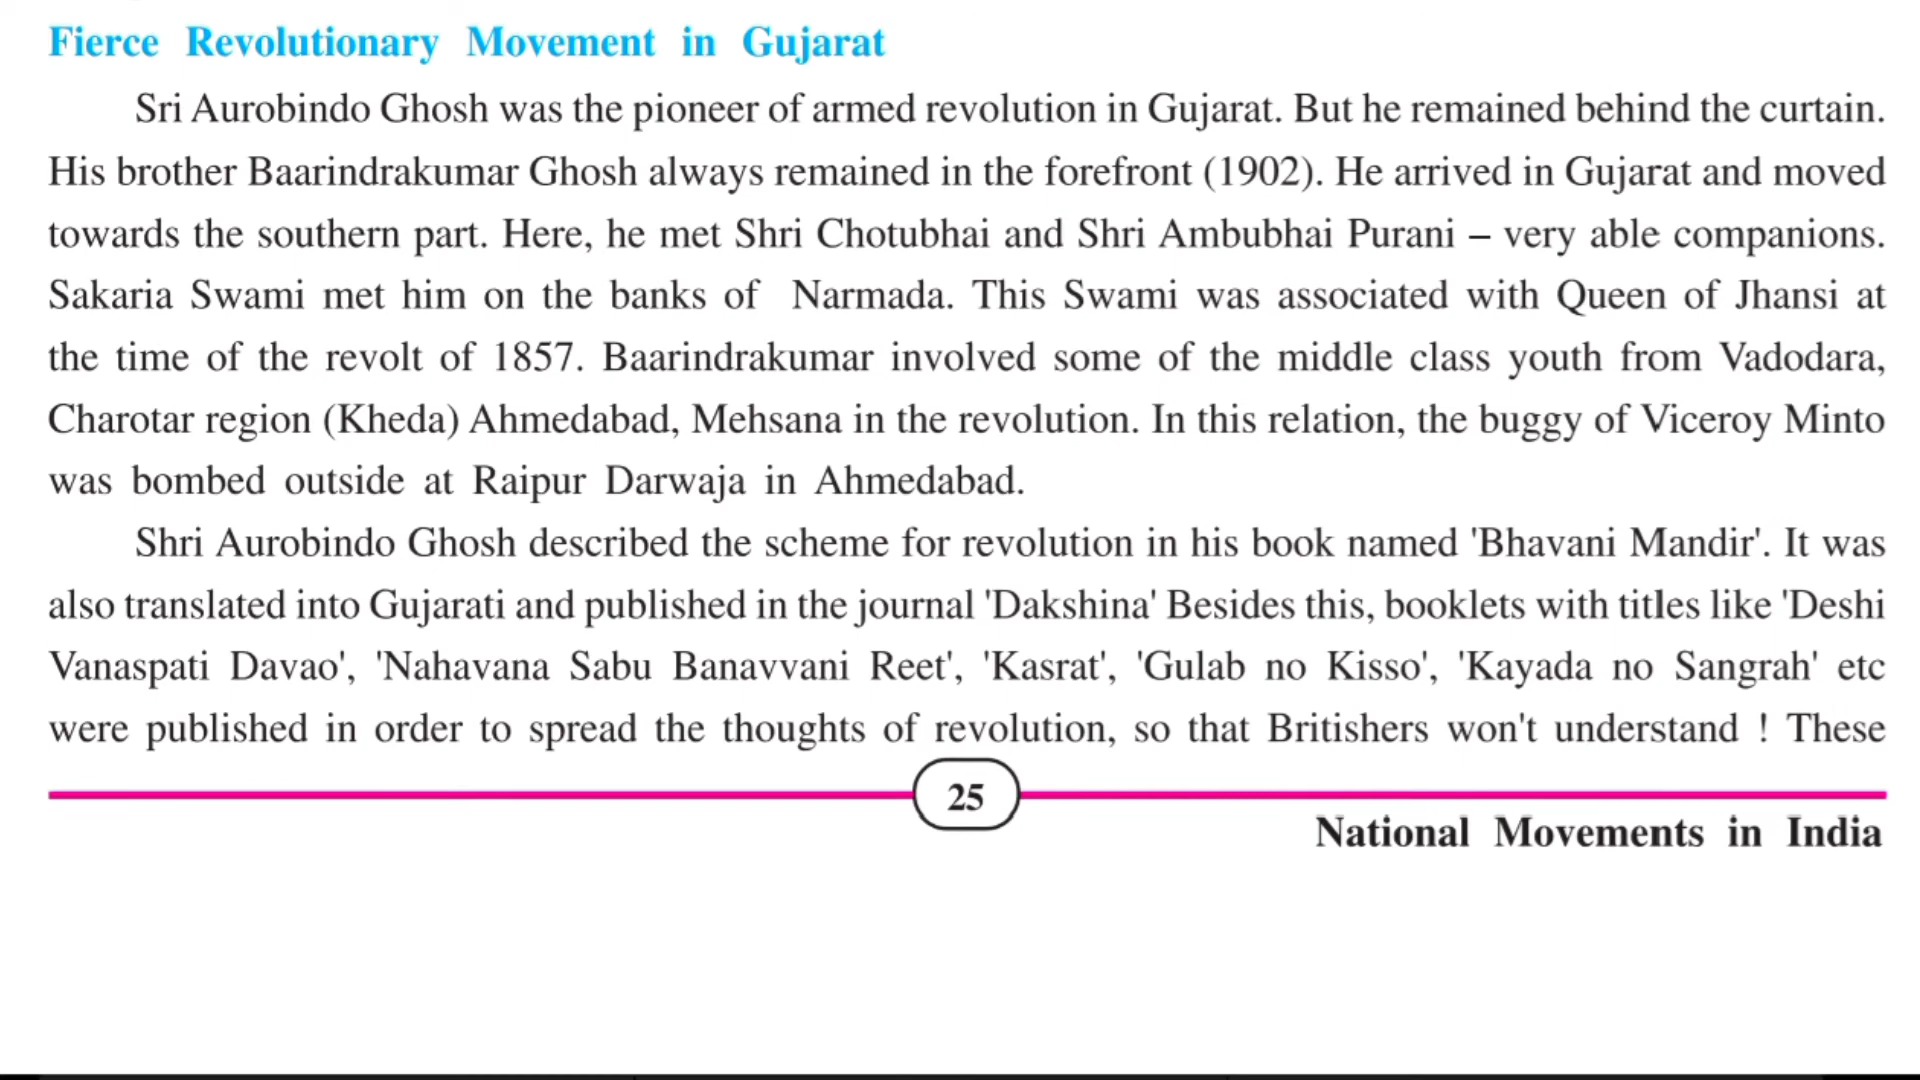 Fierce Revolutionary Movement in Gujarat
Sri Aurobindo Ghosh was the pioneer of armed revolution in Gujarat. But he remained behind the curtain.
His brother Baarindrakumar Ghosh always remained in the forefront (1902). He arrived in Gujarat and moved
towards the southern part. Here, he met Shri Chotubhai and Shri Ambubhai Purani – very able companions.
Sakaria Swami met him on the banks of Narmada. This Swami was associated with Queen of Jhansi at
the time of the revolt of 1857. Baarindrakumar involved some of the middle class youth from Vadodara,
Charotar region (Kheda) Ahmedabad, Mehsana in the revolution. In this relation, the buggy of Viceroy Minto
was bombed outside at Raipur Darwaja in Ahmedabad.
Shri Aurobindo Ghosh described the scheme for revolution in his book named 'Bhavani Mandir'. It was
also translated into Gujarati and published in the journal 'Dakshina' Besides this, booklets with titles like 'Deshi
Vanaspati Davao', 'Nahavana Sabu Banavvani Reet', 'Kasrat', 'Gulab no Kisso', 'Kayada no Sangrah' etc
were published in order to spread the thoughts of revolution, so that Britishers won't understand ! These
25
National Movements in India